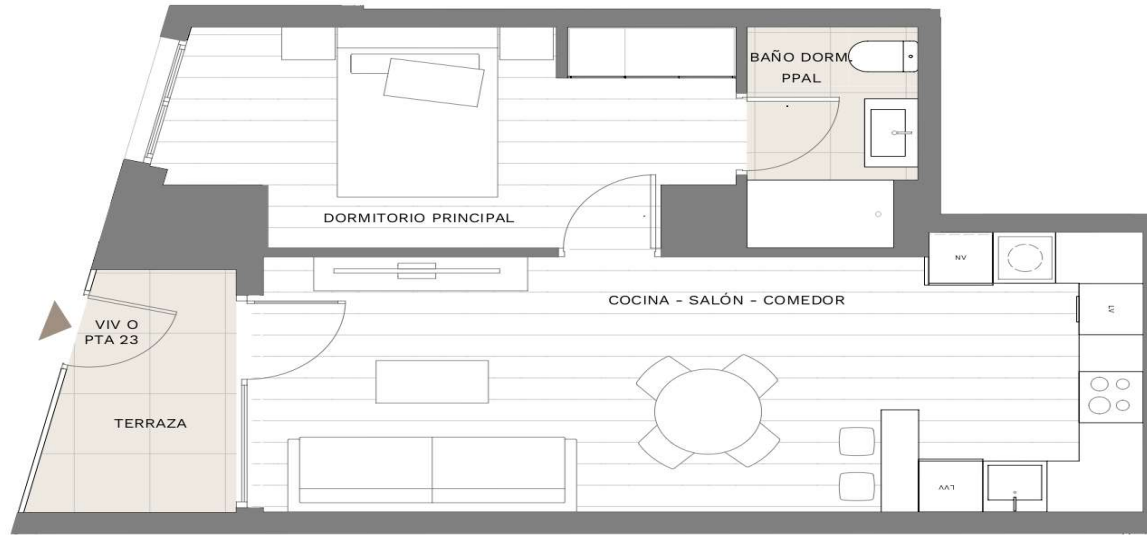 BAÑO DORM.
PPAL
DORMITORIO PRINCIPAL
COCINA - SALÓN - COMEDOR
NV
LV
VIV O
PTA 23
TERRAZA
LVV